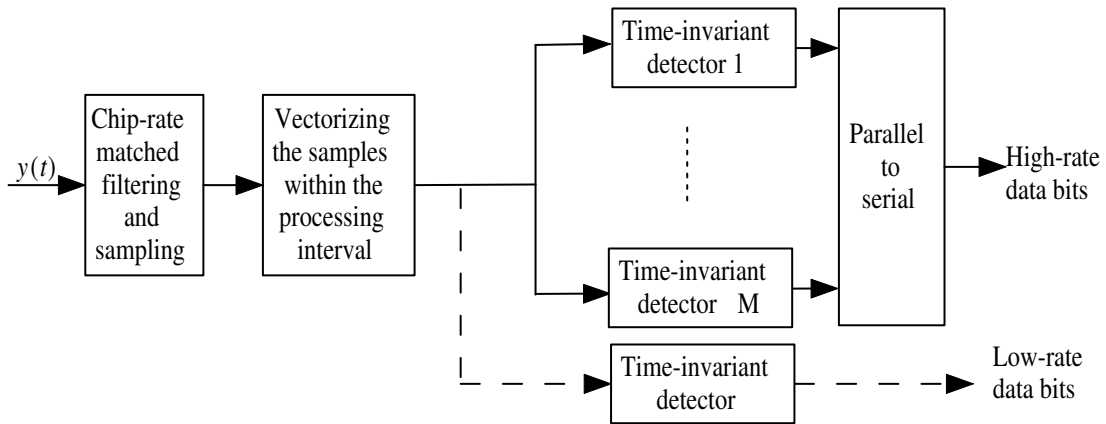 y(t)
Chip-rate
matched
filtering
and
sampling
Vectorizing
the samples
within the
processing
interval
Time-invariant
detector 1
Time-invariant
detector M
Time-invariant
detector
Parallel
to
serial
High-rate
data bits
Low-rate
data bits